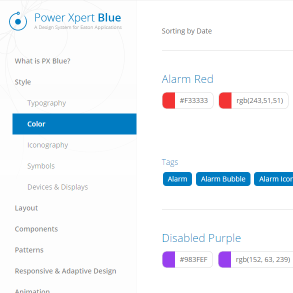 Power Xpert Blue
A Design System for Eaton Applications
What is PX Blue?
Style
Typography
Color
Iconography
Symbols
Devices & Displays
Layout
Components
Patterns
Responsive & Adaptive Design
Animation
Sorting by Date
Alarm Red
#F33333 rgb(243,51,51)
Tags
Alarm Alarm Bubble Alarm Icon
Disabled Purple
#983FEF rgb(152, 63, 239)